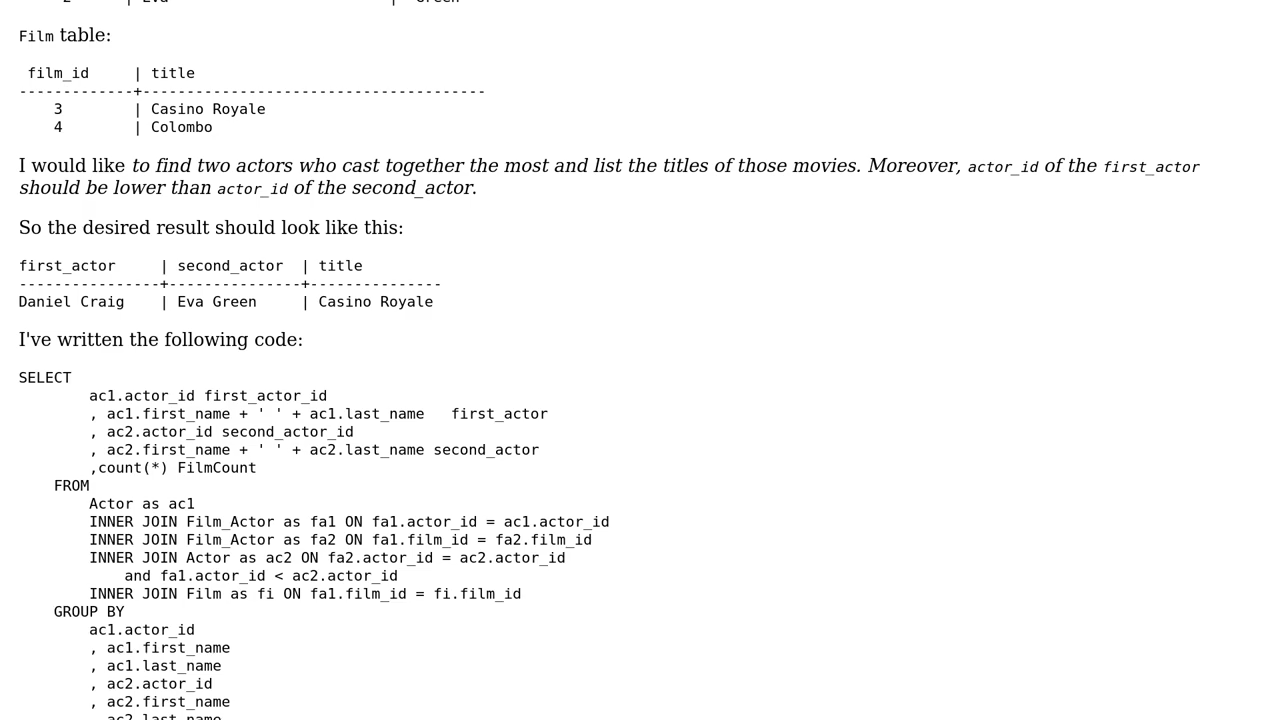 2 | Eva | Green
Film table:
film_id | title
-------------+---------------------------------------
3 | Casino Royale
4 | Colombo
I would like to find two actors who cast together the most and list the titles of those movies. Moreover, actor_id of the first_actor
should be lower than actor_id of the second_actor.
So the desired result should look like this:
first_actor | second_actor | title
----------------+---------------+---------------
Daniel Craig | Eva Green | Casino Royale
I've written the following code:
SELECT
ac1.actor_id first_actor_id
, ac1.first_name + ' ' + ac1.last_name first_actor
, ac2.actor_id second_actor_id
, ac2.first_name + ' ' + ac2.last_name second_actor
,count(*) FilmCount
FROM
Actor as ac1
INNER JOIN Film_Actor as fa1 ON fa1.actor_id = ac1.actor_id
INNER JOIN Film_Actor as fa2 ON fa1.film_id = fa2.film_id
INNER JOIN Actor as ac2 ON fa2.actor_id = ac2.actor_id
and fa1.actor_id < ac2.actor_id
INNER JOIN Film as fi ON fa1.film_id = fi.film_id
GROUP BY
ac1.actor_id
, ac1.first_name
, ac1.last_name
, ac2.actor_id
, ac2.first_name
, ac2.last_name